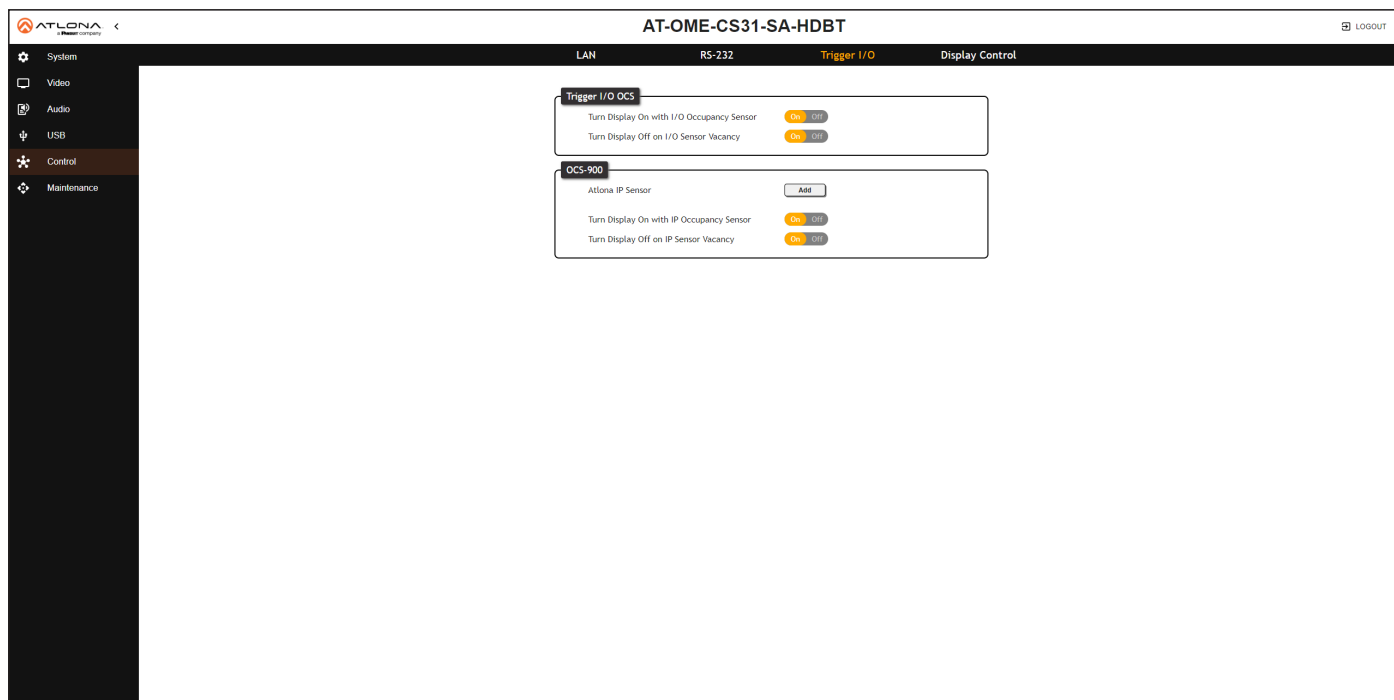 ATLONA
a Panduit company
AT-OME-CS31-SA-HDBT
LOGOUT
System
Video
Audio
USB
Control
Maintenance
LAN RS-232 Trigger I/O Display Control
Trigger I/O OCS
Turn Display On with I/O Occupancy Sensor On Off
Turn Display Off on I/O Sensor Vacancy On Off
OCS-900
Atlona IP Sensor Add
Turn Display On with IP Occupancy Sensor On Off
Turn Display Off on IP Sensor Vacancy On Off